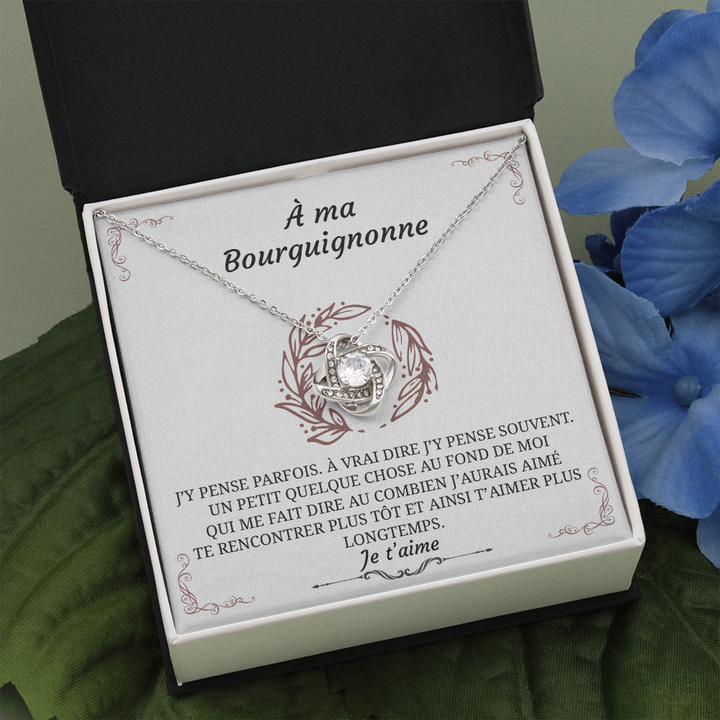 À ma
Bourguignonne
J'Y PENSE PARFOIS. À VRAI DIRE J'Y PENSE SOUVENT.
UN PETIT QUELQUE CHOSE AU FOND DE MOI
QUI ME FAIT DIRE AU COMBIEN J'AURAIS AIMÉ
TE RENCONTRER PLUS TÔT ET AINSI T'AIMER PLUS
LONGTEMPS.
Je t'aime